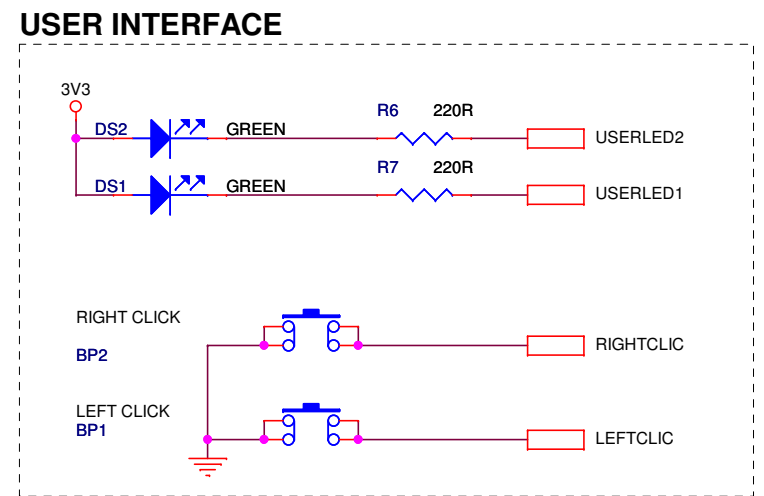 USER INTERFACE
3V3
DS2 GREEN R6 220R USERLED2
DS1 GREEN R7 220R USERLED1
RIGHT CLICK
BP2
RIGHTCLIC
LEFT CLICK
BP1
LEFTCLIC